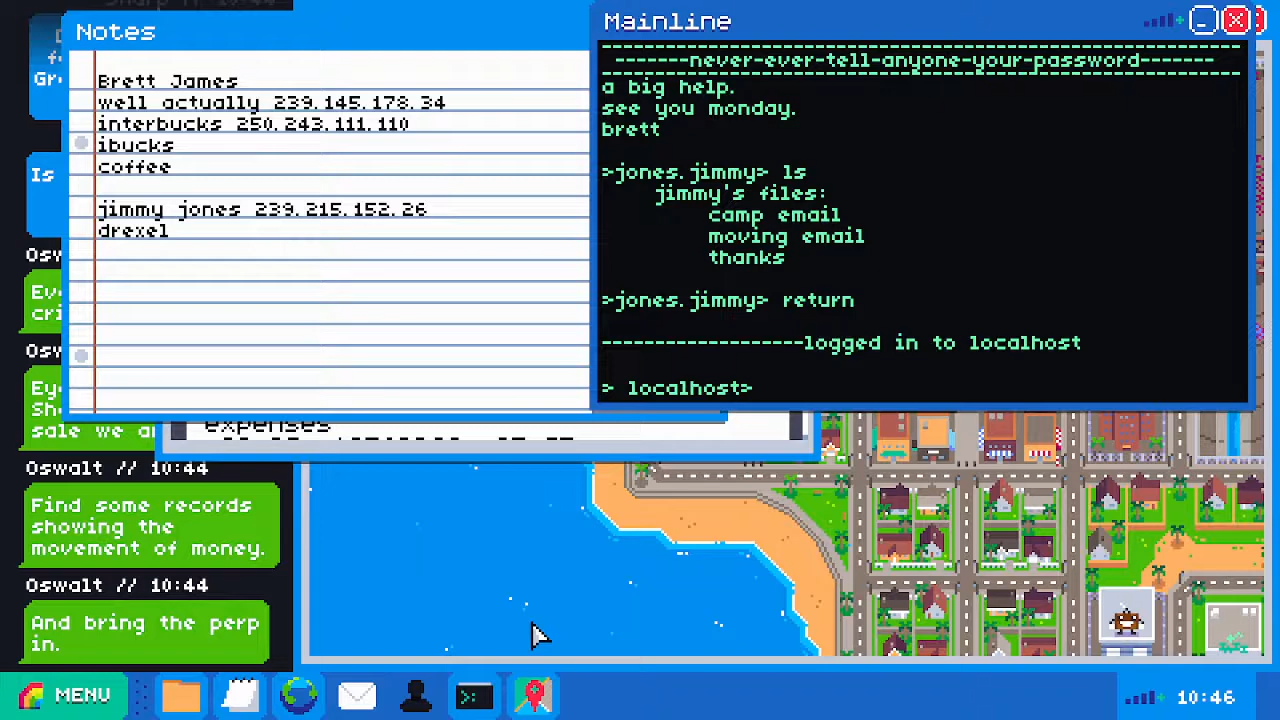 Notes
Brett James
well actually 239.145.178.34
interbucks 250.243.111.110
ibucks
coffee
jimmy jones 239.215.152.26
drexel
Mainline
-------never-ever-tell-anyone-your-password-------
a big help.
see you monday.
brett
>jones.jimmy> ls
jimmy's files:
camp email
moving email
thanks
>jones.jimmy> return
-------------------logged in to localhost
> localhost>
expenses
Is
sale we
Oswalt // 10:44
Find some records
showing the
movement of money.
Oswalt // 10:44
And bring the perp
in.
MENU
10:46